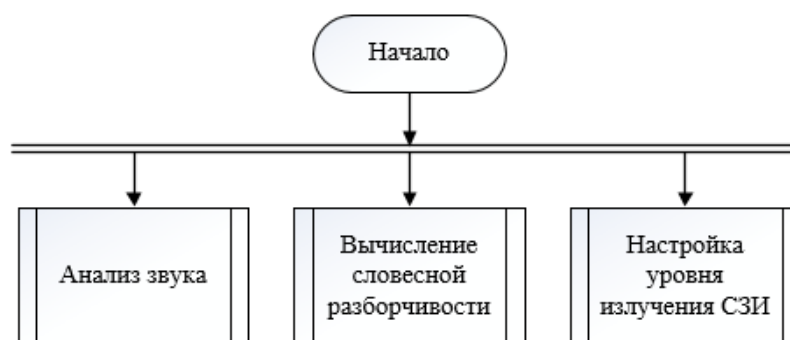 Начало
Анализ звука
Вычисление
словесной
разборчивости
Настройка
уровня
излучения СЗИ